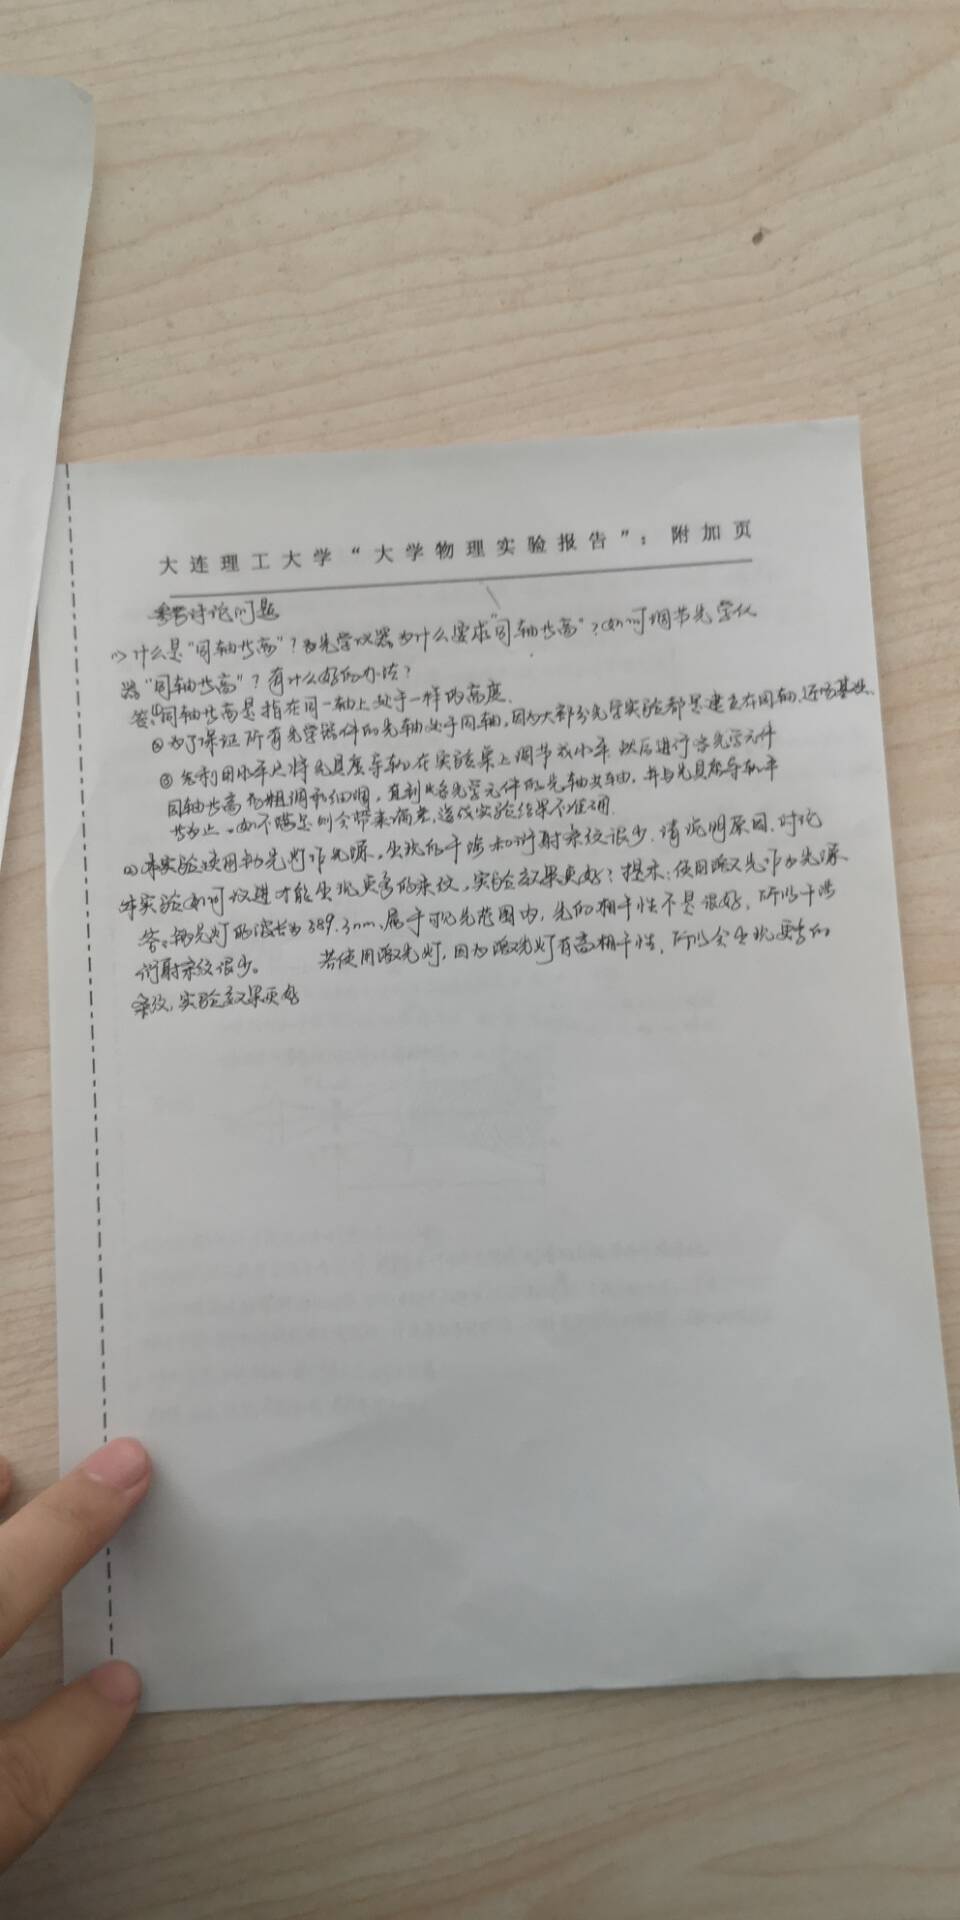 大连理工大学“大学物理实验报告”：附加页
参考讨论问题
(1) 什么是“同轴等高”？光学仪器为什么要求“同轴等高”？如何调节光学仪
器“同轴等高”？有什么好的办法？
答：①同轴等高是指在同一轴上处于一样的高度．
②为了保证所有光学器件的光轴处于同轴，因为大部分光学实验都是建立在同轴
③先利用水平尺将光具座导轨在实验桌上调节成水平，然后进行各光学元件
同轴等高的粗调和细调，直到各光学元件的光轴共轴，并与光具座导轨平
为止。如不满足则会带来偏差，造成实验结果不准确．
(2) 本实验使用钠光灯作光源，出现的干涉和衍射条纹很少．请说明原因．讨论
本实验如何改进才能出现更多的条纹，实验效果更好？提示：使用激光作为光源
答：钠光灯的波长为589.3nm，属于可见光范围内，光的相干性不是很好，所以干涉
衍射条纹很少。 若使用激光灯，因为激光灯有高相干性，所以会出现更多的
条纹，实验效果更好